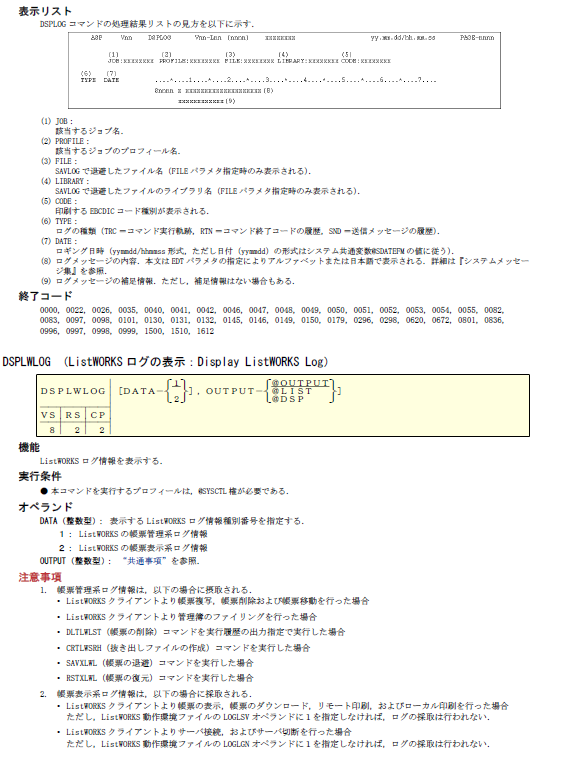 表示リスト
DSPLOG コマンドの処理結果リストの見方を以下に示す.
ASP Vnn DSPLOG Vnn-Lnn (nnnn) xxxxxxxx yy.mm.dd/hh.mm.ss PAGE-nnnn
(1) (2) (3) (4) (5)
JOB:xxxxxxxx PROFILE:xxxxxxxx FILE:xxxxxxxx LIBRARY:xxxxxxxx CODE:xxxxxxxx
(6) (7)
TYPE DATE ....*....1....*....2....*....3....*....4....*....5....*....6....*....7....
@nnnn z xxxxxxxxxxxxxxxxxxxx(8)
xxxxxxxxxxxx(9)
(1) JOB：
該当するジョブ名.
(2) PROFILE：
該当するジョブのプロフィール名.
(3) FILE：
SAVLOG で退避したファイル名（FILE パラメタ指定時のみ表示される）.
(4) LIBRARY：
SAVLOG で退避したファイルのライブラリ名（FILE パラメタ指定時のみ表示される）.
(5) CODE：
印刷する EBCDIC コード種別が表示される.
(6) TYPE：
ログの種類（TRC ＝コマンド実行軌跡, RTN ＝コマンド終了コードの履歴, SND ＝送信メッセージの履歴）.
(7) DATE：
ロギング日時（yymmdd/hhmmss 形式, ただし日付（yymmdd）の形式はシステム共通変数@SDATEFM の値に従う）.
(8) ログメッセージの内容. 本文は EDT パラメタの指定によりアルファベットまたは日本語で表示される. 詳細は『システムメッセー
ジ集』を参照.
(9) ログメッセージの補足情報. ただし, 補足情報はない場合もある.
終了コード
0000, 0022, 0026, 0035, 0040, 0041, 0042, 0046, 0047, 0048, 0049, 0050, 0051, 0052, 0053, 0054, 0055, 0082,
0083, 0097, 0098, 0101, 0130, 0131, 0132, 0145, 0146, 0149, 0150, 0179, 0296, 0298, 0620, 0672, 0801, 0836,
0996, 0997, 0998, 0999, 1500, 1510, 1612
DSPLWLOG （ListWORKS ログの表示：Display ListWORKS Log）
DSPLWLOG [DATA－{1 2}], OUTPUT－{@OUTPUT @LIST @DSP}]
VS RS CP
8 2 2
機能
ListWORKS ログ情報を表示する.
実行条件
● 本コマンドを実行するプロフィールは, @SYSCTL 権が必要である.
オペランド
DATA（整数型）： 表示する ListWORKS ログ情報種別番号を指定する.
1 ： ListWORKS の帳票管理系ログ情報
2 ： ListWORKS の帳票表示系ログ情報
OUTPUT（整数型）： “共通事項”を参照.
注意事項
1. 帳票管理系ログ情報は, 以下の場合に採取される.
• ListWORKS クライアントより帳票複写, 帳票削除および帳票移動を行った場合
• ListWORKS クライアントより管理簿のファイリングを行った場合
• DLTLWLST（帳票の削除）コマンドを実行履歴の出力指定で実行した場合
• CRTLWSRH（抜き出しファイルの作成）コマンドを実行した場合
• SAVXLWL（帳票の退避）コマンドを実行した場合
• RSTXLWL（帳票の復元）コマンドを実行した場合
2. 帳票表示系ログ情報は, 以下の場合に採取される.
• ListWORKS クライアントより帳票の表示, 帳票のダウンロード, リモート印刷, およびローカル印刷を行った場合
ただし, ListWORKS 動作環境ファイルの LOGLSV オペランドに 1 を指定しなければ, ログの採取は行われない.
• ListWORKS クライアントよりサーバ接続, およびサーバ切断を行った場合
ただし, ListWORKS 動作環境ファイルの LOGLGN オペランドに 1 を指定しなければ, ログの採取は行われない.